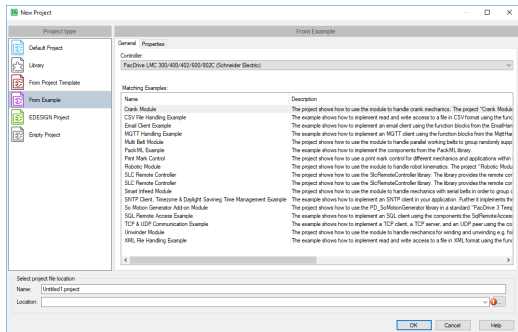 New Project
Project type
From Example
Default Project
Library
From Project Template
From Example
EDESIGN Project
Empty Project
General Properties
Controller:
PacDrive LMC 300/400/402/600/802C (Schneider Electric)
Matching Examples:
Name Description
Crank Module The project shows how to use the module to handle crank mechanics. The project "Crank Modul
CSV File Handling Example The example shows how to implement read and write access to a file in CSV format using the func
Email Client Example The example shows how to implement an email client using the function blocks from the EmailHan
MQTT Handling Example The example shows how to implement an MQTT client using the function blocks from the MqttHan
Multi Belt Module The project shows how to use the module to handle parallel working belts to group randomly supp
PackML Example The example shows how to implement the components from the PackML library.
Print Mark Control The project shows how to use a print mark control for different mechanics and applications within
Robotic Module The project shows how to use the module to handle robot kinematics. The project "Robotic Modu
SLC Remote Controller The project shows how to use the SlcRemoteController library. The library provides the remote con
SLC Remote Controller The project shows how to use the SlcRemoteController library. The library provides the remote con
Smart Infeed Module The project shows how to use the module to handle mechanics with serial belts in order to group c
SNTP Client, Timezone & Daylight Savineg Time Management Example The example shows how to implement an SNTP client in your application. Further it implements the
So Motion Generator Add-on Module The project shows how to use the PD_SoMotionGenerator library in a standard "PacDrive 3 Temp
SQL Remote Access Example The example shows how to implement an SQL client using the components the SqlRemoteAccess
TCP & UDP Communication Example The example shows how to implement a TCP client, a TCP server, and an UDP peer using the co
Unwinder Module The project shows how to use the module to handle mechanics for winding and unwinding e.g. fo
XML File Handling Example The example shows how to implement read and write access to a file in XML format using the func
Select project file location
Name: Untitled1.project
Location:
...
OK Cancel Help